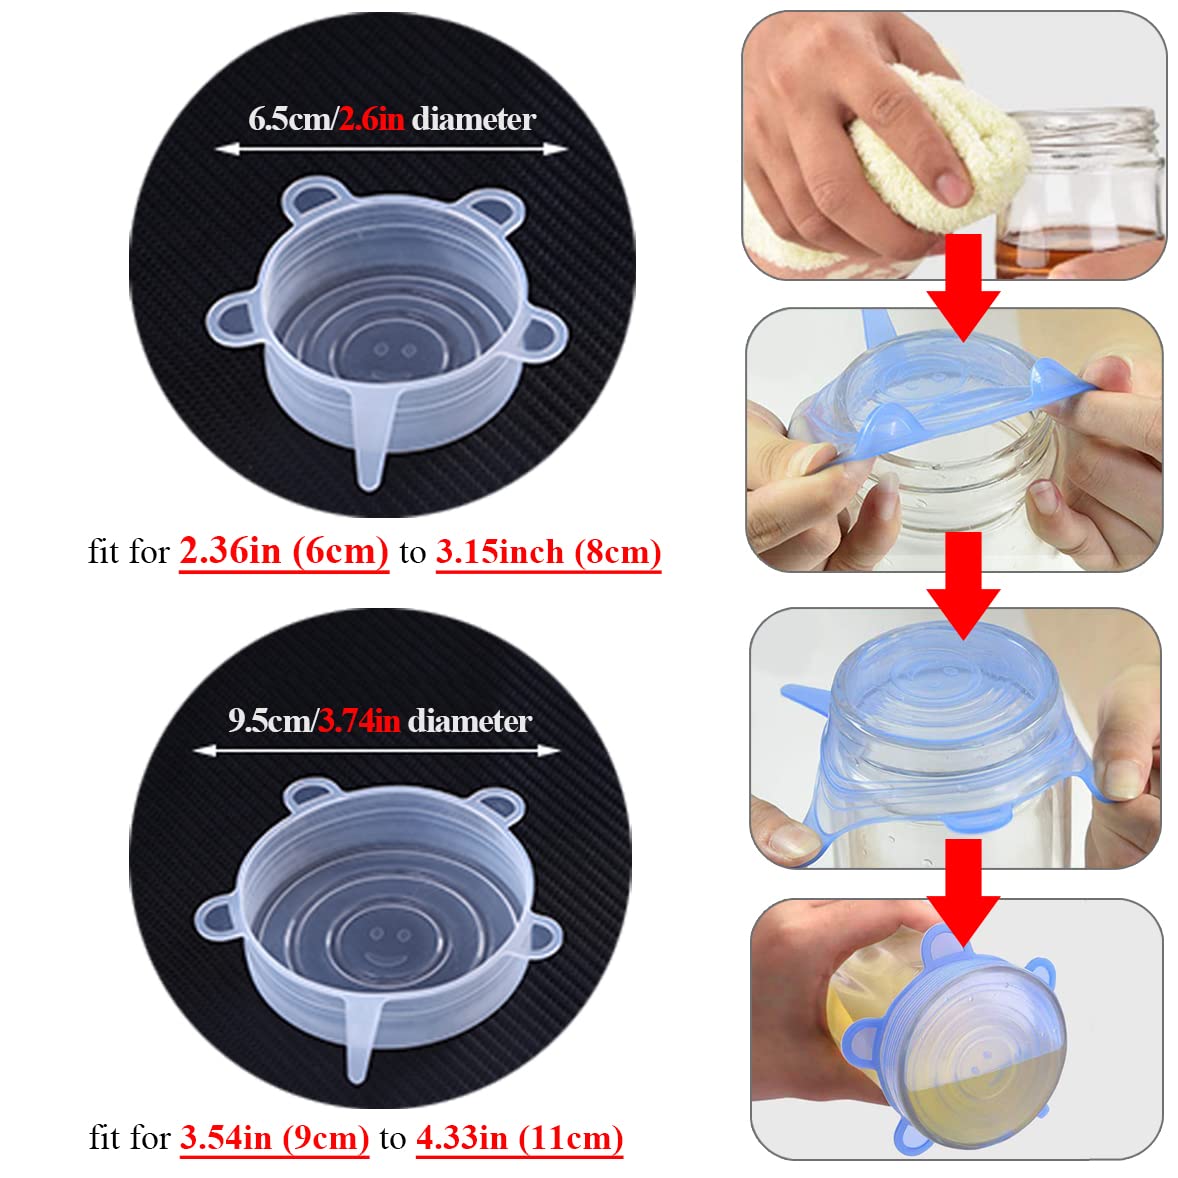 6.5cm/2.6in diameter
fit for 2.36in (6cm) to 3.15inch (8cm)
9.5cm/3.74in diameter
fit for 3.54in (9cm) to 4.33in (11cm)